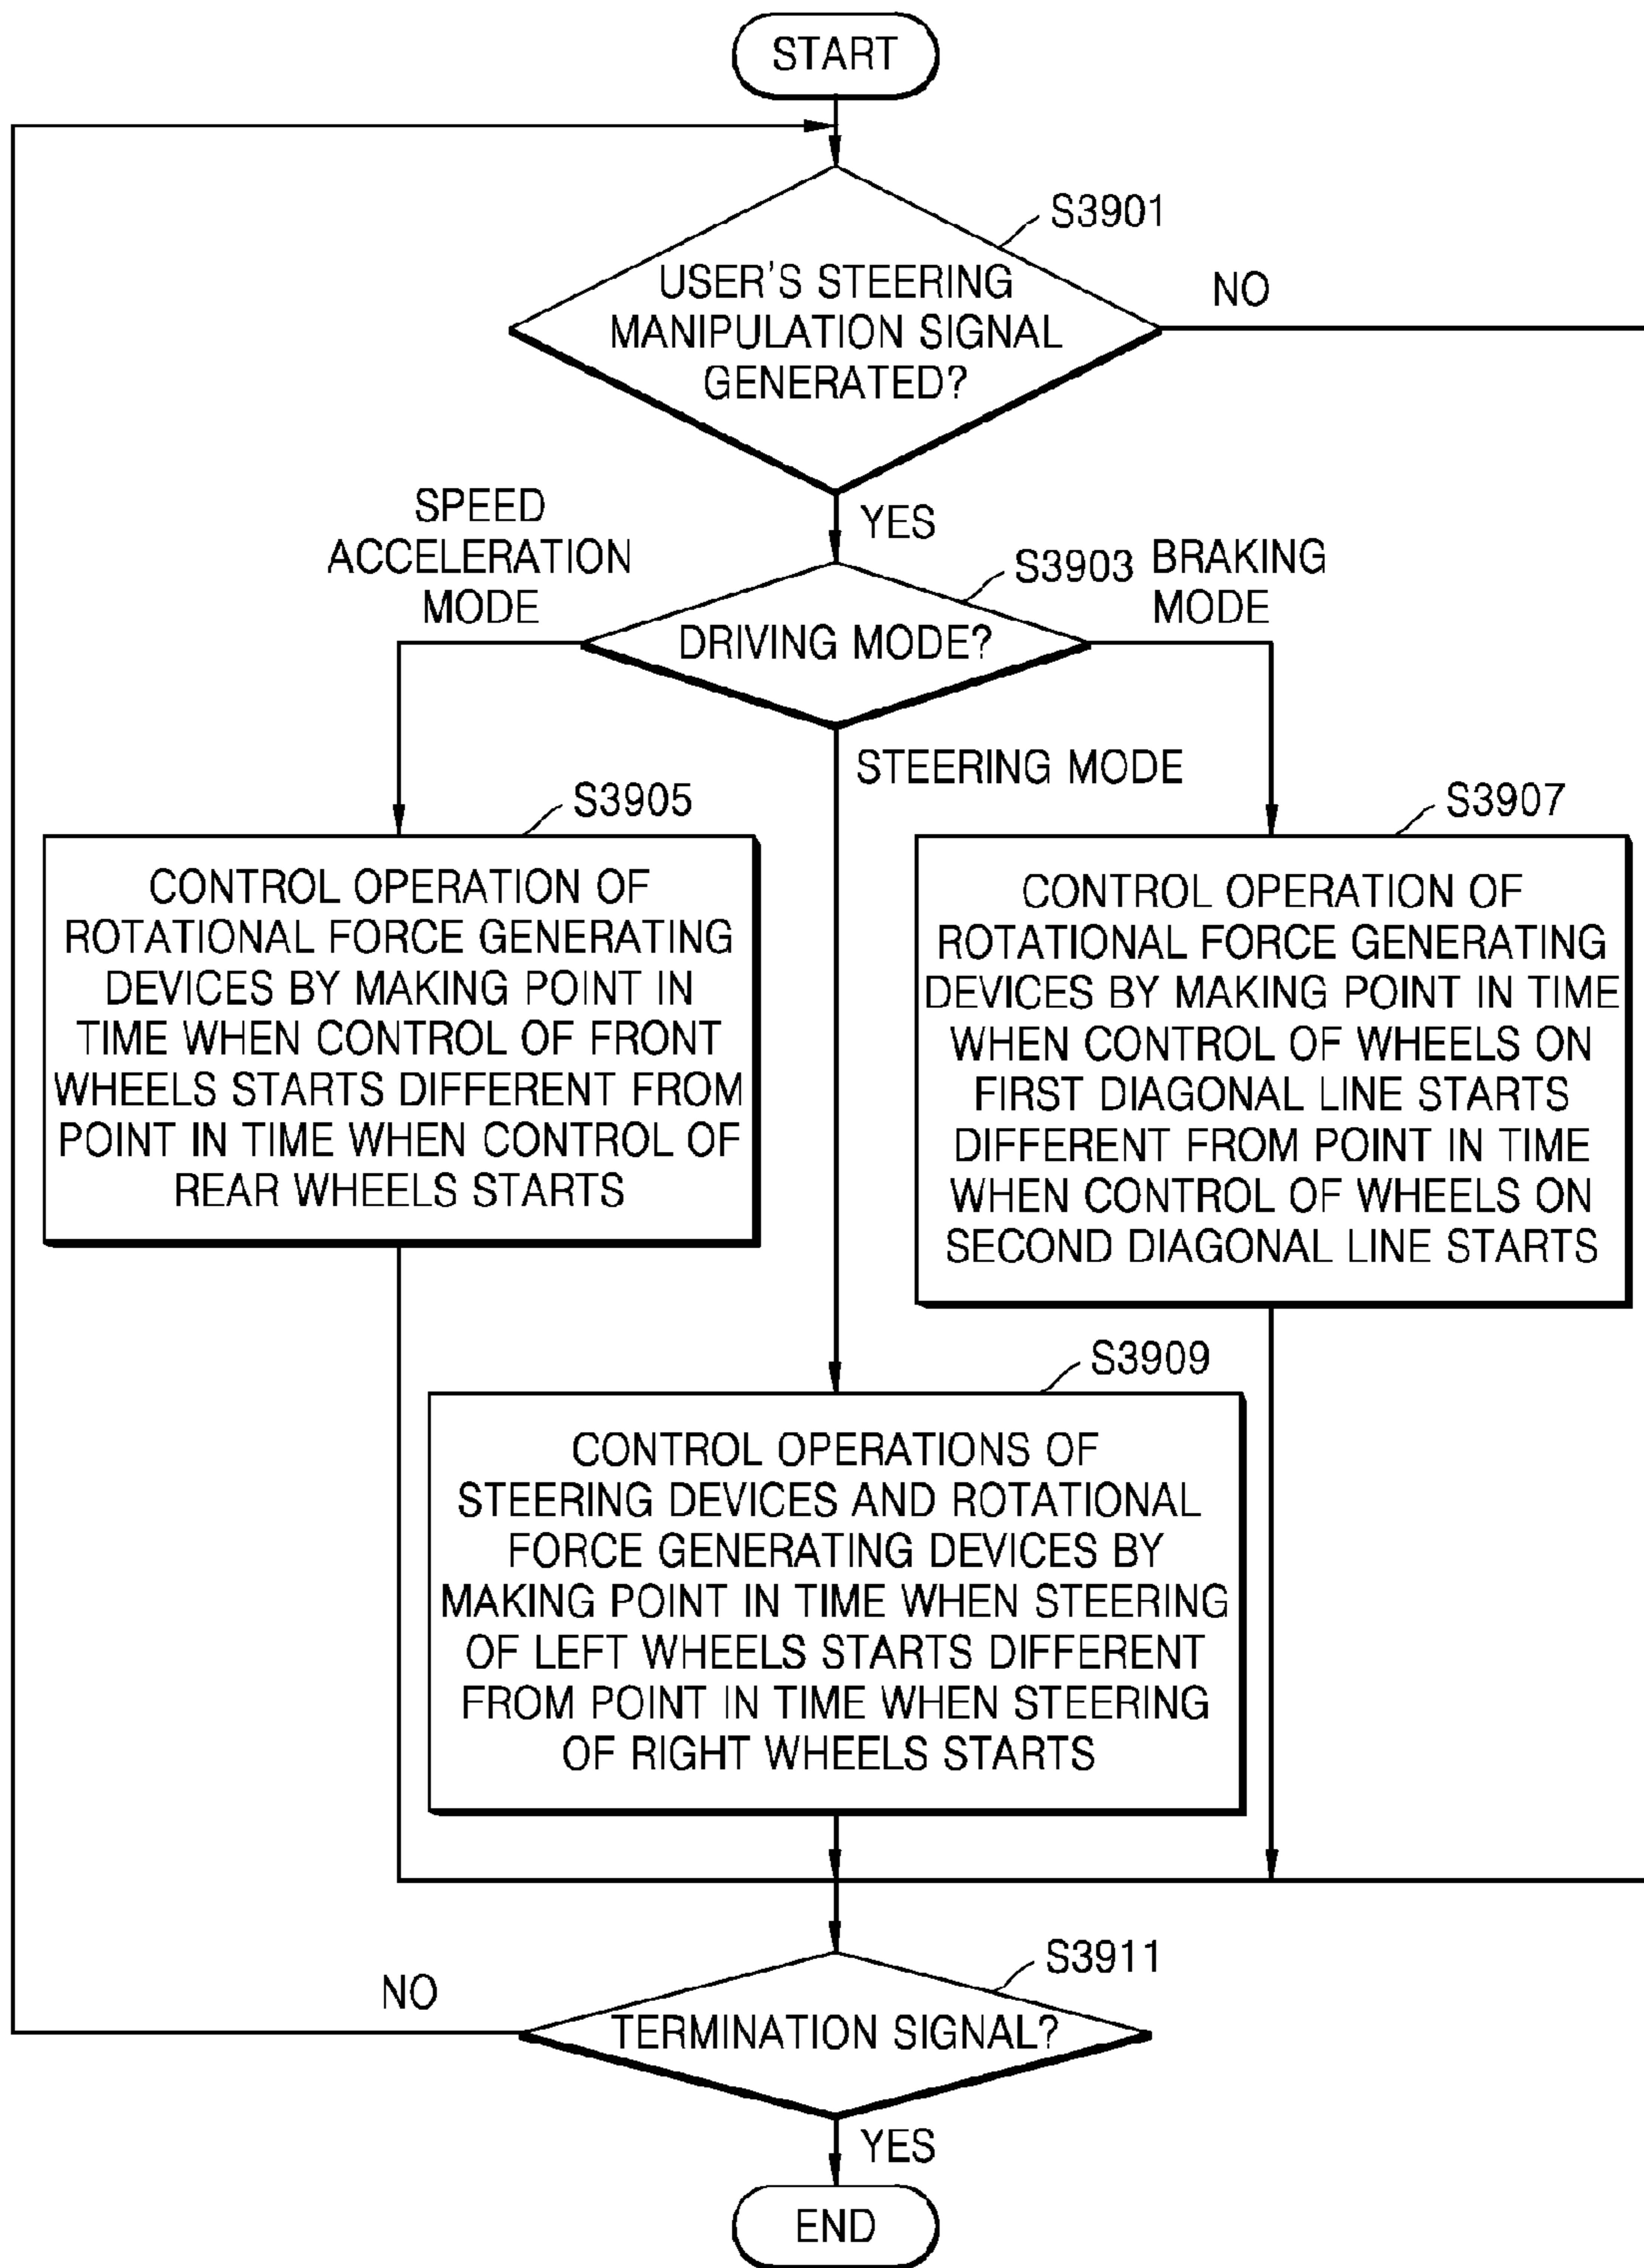 START
S3901
USER'S STEERING
MANIPULATION SIGNAL
GENERATED?
NO
YES
SPEED
ACCELERATION
MODE
S3903
BRAKING
MODE
DRIVING MODE?
STEERING MODE
S3905
CONTROL OPERATION OF
ROTATIONAL FORCE GENERATING
DEVICES BY MAKING POINT IN
TIME WHEN CONTROL OF FRONT
WHEELS STARTS DIFFERENT FROM
POINT IN TIME WHEN CONTROL OF
REAR WHEELS STARTS
S3907
CONTROL OPERATION OF
ROTATIONAL FORCE GENERATING
DEVICES BY MAKING POINT IN TIME
WHEN CONTROL OF WHEELS ON
FIRST DIAGONAL LINE STARTS
DIFFERENT FROM POINT IN TIME
WHEN CONTROL OF WHEELS ON
SECOND DIAGONAL LINE STARTS
S3909
CONTROL OPERATIONS OF
STEERING DEVICES AND ROTATIONAL
FORCE GENERATING DEVICES BY
MAKING POINT IN TIME WHEN STEERING
OF LEFT WHEELS STARTS DIFFERENT
FROM POINT IN TIME WHEN STEERING
OF RIGHT WHEELS STARTS
S3911
NO
TERMINATION SIGNAL?
YES
END